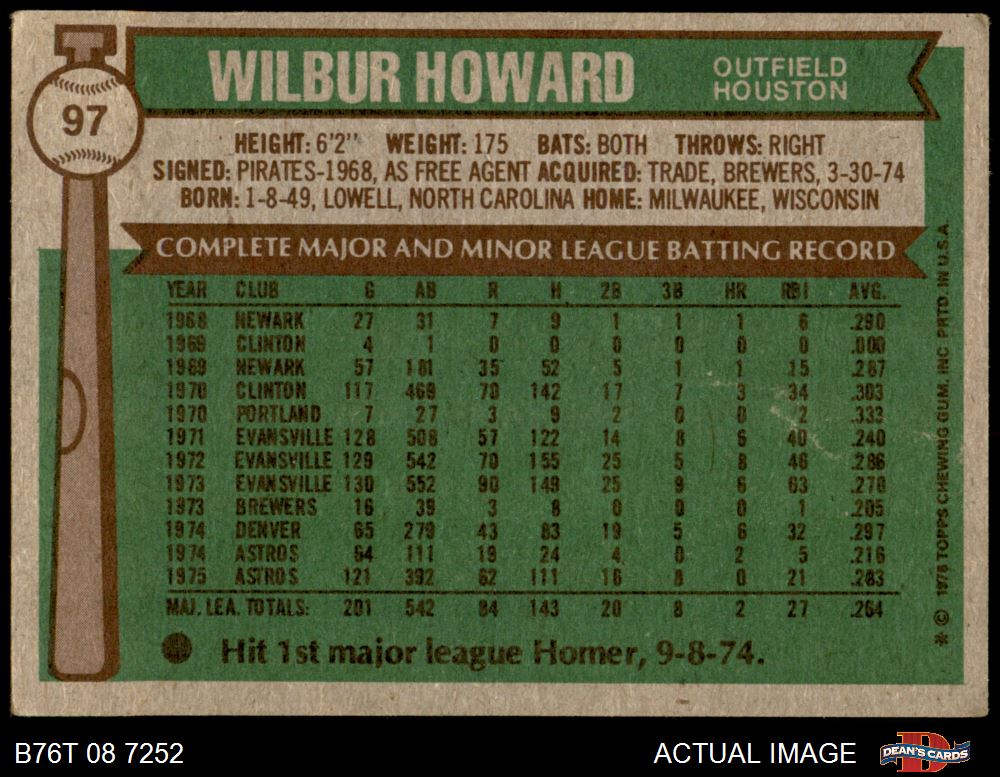 97
WILBUR HOWARD
OUTFIELD
HOUSTON
HEIGHT: 6'2" WEIGHT: 175 BATS: BOTH THROWS: RIGHT
SIGNED: PIRATES-1968, AS FREE AGENT ACQUIRED: TRADE, BREWERS, 3-30-74
BORN: 1-8-49, LOWELL, NORTH CAROLINA HOME: MILWAUKEE, WISCONSIN
COMPLETE MAJOR AND MINOR LEAGUE BATTING RECORD
YEAR CLUB G AB R H 2B 3B HR RBI AVG.
1968 NEWARK 27 31 7 9 1 1 1 6 .290
1969 CLINTON 4 1 0 0 0 0 0 0 .000
1969 NEWARK 57 181 35 52 5 1 1 15 .287
1970 CLINTON 117 469 70 142 17 7 3 34 .303
1970 PORTLAND 7 27 3 9 2 0 0 2 .333
1971 EVANSVILLE 128 508 57 122 14 8 6 40 .240
1972 EVANSVILLE 129 542 70 155 25 5 8 46 .286
1973 EVANSVILLE 130 552 90 149 25 9 6 63 .270
1973 BREWERS 16 39 3 8 0 0 0 1 .205
1974 DENVER 65 279 43 83 19 5 6 32 .297
1974 ASTROS 64 111 19 24 4 0 2 5 .216
1975 ASTROS 121 392 62 111 16 8 0 21 .283
MAJ. LEA. TOTALS: 201 542 84 143 20 8 2 27 .264
Hit 1st major league Homer, 9-8-74.
* © 1976 TOPPS CHEWING GUM, INC PRTD. IN U.S.A.
B76T 08 7252
ACTUAL IMAGE
D
DEAN'S CARDS